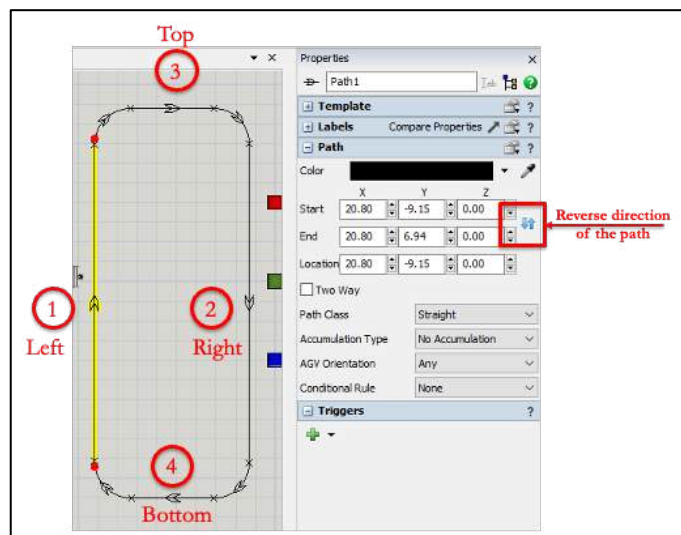 Top
3
1
Left
2
Right
4
Bottom
Properties
Path1
Template
?
Labels Compare Properties ?
Path ?
Color
X Y Z
Start 20.80 -9.15 0.00
End 20.80 6.94 0.00
Location 20.80 -9.15 0.00
Two Way
Path Class Straight
Accumulation Type No Accumulation
AGV Orientation Any
Conditional Rule None
Triggers ?
Reverse direction
of the path